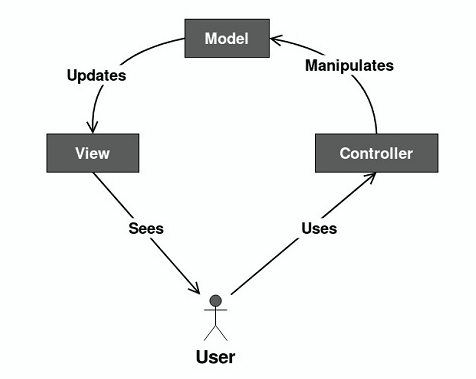 Model
Updates
Manipulates
View
Controller
Sees
Uses
User